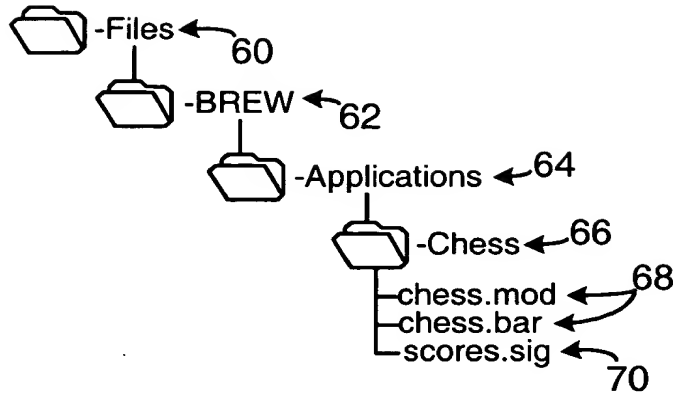 -Files
60
-BREW
62
-Applications
64
-Chess
66
68
chess.mod
chess.bar
scores.sig
70